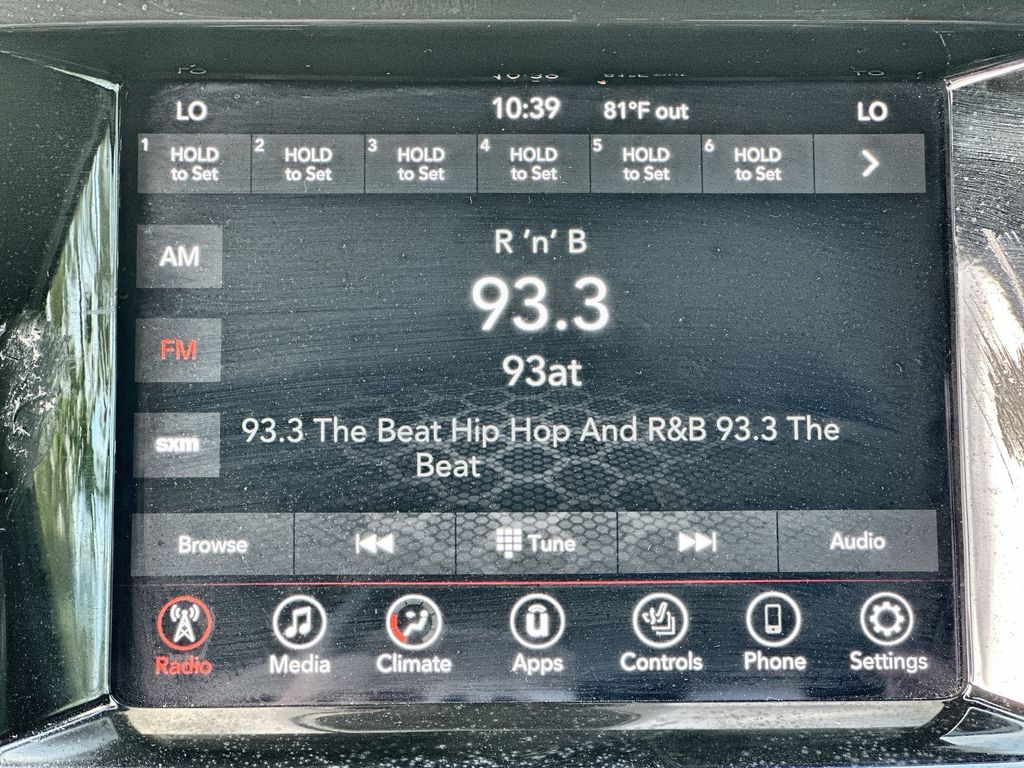 LO 10:39 81°F out LO
1 HOLD to Set
2 HOLD to Set
3 HOLD to Set
4 HOLD to Set
5 HOLD to Set
6 HOLD to Set
AM
R 'n' B
93.3
FM
93at
sxm
93.3 The Beat Hip Hop And R&B 93.3 The
Beat
Browse Tune Audio
Radio Media Climate Apps Controls Phone Settings